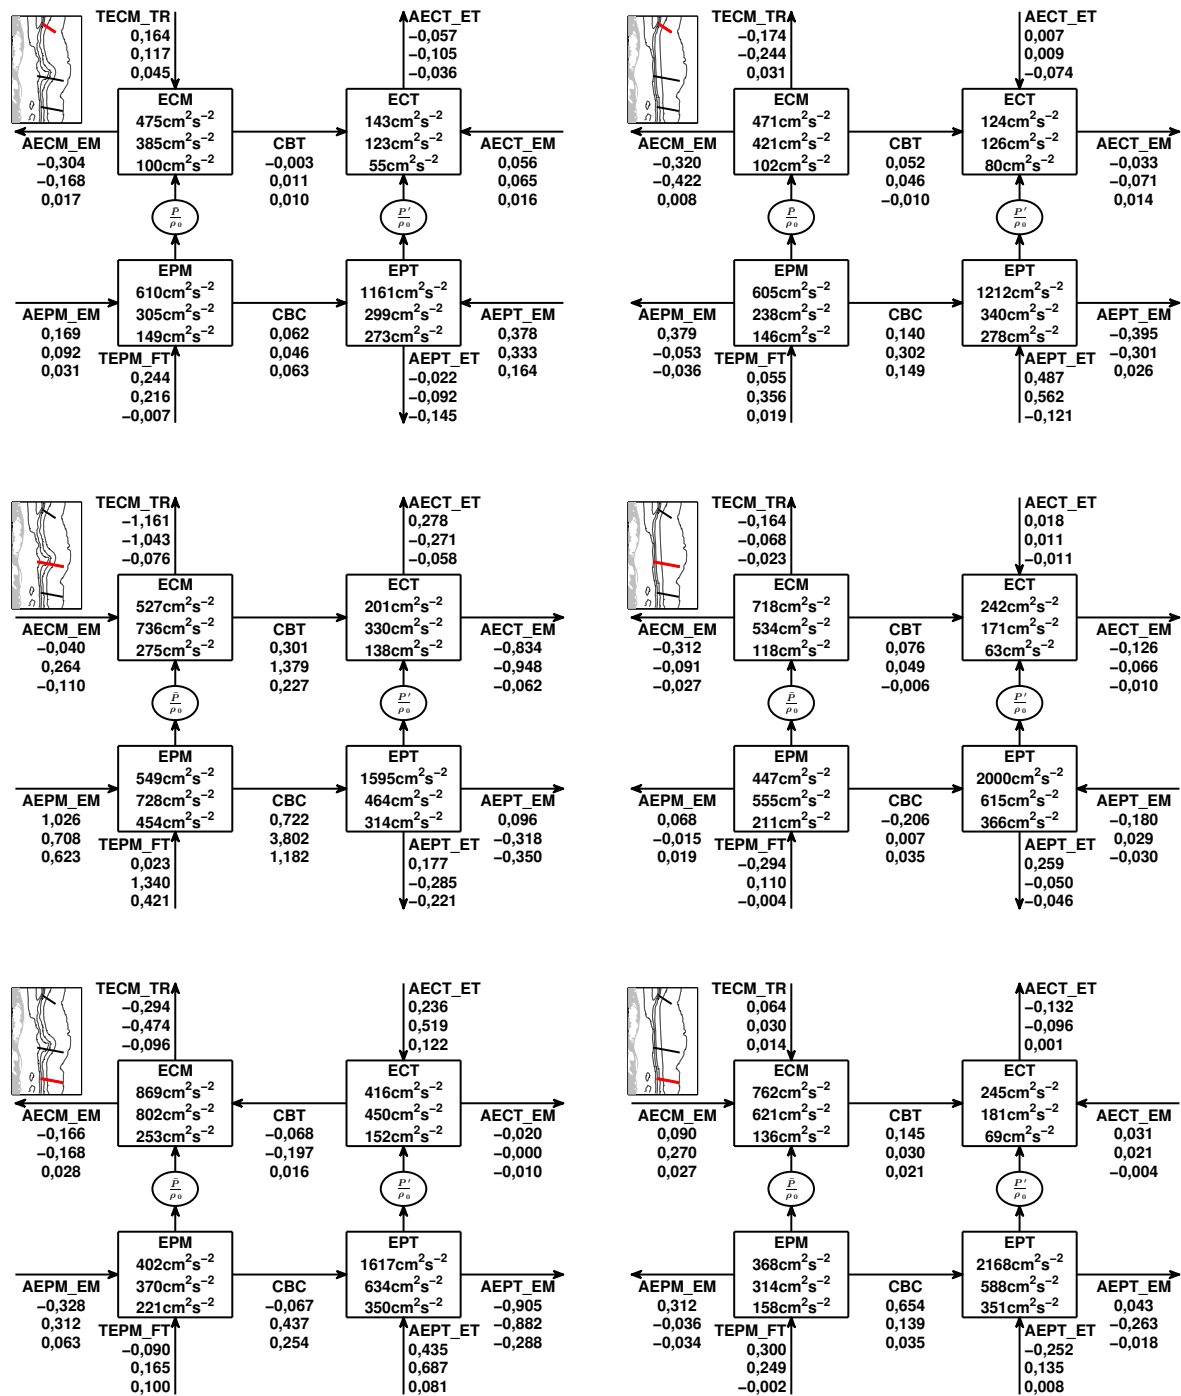 TECM_TR
0,164
0,117
0,045
AECT_ET
−0,057
−0,105
−0,036
ECM
475cm²s⁻²
385cm²s⁻²
100cm²s⁻²
ECT
143cm²s⁻²
123cm²s⁻²
55cm²s⁻²
AECM_EM
−0,304
−0,168
0,017
CBT
−0,003
0,011
0,010
AECT_EM
0,056
0,065
0,016
P̄/ρ₀
P′/ρ₀
EPM
610cm²s⁻²
305cm²s⁻²
149cm²s⁻²
EPT
1161cm²s⁻²
299cm²s⁻²
273cm²s⁻²
AEPM_EM
0,169
0,092
0,031
CBC
0,062
0,046
0,063
AEPT_EM
0,378
0,333
0,164
TEPM_FT
0,244
0,216
−0,007
AEPT_ET
−0,022
−0,092
−0,145
TECM_TR
−0,174
−0,244
0,031
AECT_ET
0,007
0,009
−0,074
ECM
471cm²s⁻²
421cm²s⁻²
102cm²s⁻²
ECT
124cm²s⁻²
126cm²s⁻²
80cm²s⁻²
AECM_EM
−0,320
−0,422
0,008
CBT
0,052
0,046
−0,010
AECT_EM
−0,033
−0,071
0,014
P̄/ρ₀
P′/ρ₀
EPM
605cm²s⁻²
238cm²s⁻²
146cm²s⁻²
EPT
1212cm²s⁻²
340cm²s⁻²
278cm²s⁻²
AEPM_EM
0,379
−0,053
−0,036
CBC
0,140
0,302
0,149
AEPT_EM
−0,395
−0,301
0,026
TEPM_FT
0,055
0,356
0,019
AEPT_ET
0,487
0,562
−0,121
TECM_TR
−1,161
−1,043
−0,076
AECT_ET
0,278
−0,271
−0,058
ECM
527cm²s⁻²
736cm²s⁻²
275cm²s⁻²
ECT
201cm²s⁻²
330cm²s⁻²
138cm²s⁻²
AECM_EM
−0,040
0,264
−0,110
CBT
0,301
1,379
0,227
AECT_EM
−0,834
−0,948
−0,062
P̄/ρ₀
P′/ρ₀
EPM
549cm²s⁻²
728cm²s⁻²
454cm²s⁻²
EPT
1595cm²s⁻²
464cm²s⁻²
314cm²s⁻²
AEPM_EM
1,026
0,708
0,623
CBC
0,722
3,802
1,182
AEPT_EM
0,096
−0,318
−0,350
TEPM_FT
0,023
1,340
0,421
AEPT_ET
0,177
−0,285
−0,221
TECM_TR
−0,164
−0,068
−0,023
AECT_ET
0,018
0,011
−0,011
ECM
718cm²s⁻²
534cm²s⁻²
118cm²s⁻²
ECT
242cm²s⁻²
171cm²s⁻²
63cm²s⁻²
AECM_EM
−0,312
−0,091
−0,027
CBT
0,076
0,049
−0,006
AECT_EM
−0,126
−0,066
−0,010
P̄/ρ₀
P′/ρ₀
EPM
447cm²s⁻²
555cm²s⁻²
211cm²s⁻²
EPT
2000cm²s⁻²
615cm²s⁻²
366cm²s⁻²
AEPM_EM
0,068
−0,015
0,019
CBC
−0,206
0,007
0,035
AEPT_EM
−0,180
0,029
−0,030
TEPM_FT
−0,294
0,110
−0,004
AEPT_ET
0,259
−0,050
−0,046
TECM_TR
−0,294
−0,474
−0,096
AECT_ET
0,236
0,519
0,122
ECM
869cm²s⁻²
802cm²s⁻²
253cm²s⁻²
ECT
416cm²s⁻²
450cm²s⁻²
152cm²s⁻²
AECM_EM
−0,166
−0,168
0,028
CBT
−0,068
−0,197
0,016
AECT_EM
−0,020
−0,000
−0,010
P̄/ρ₀
P′/ρ₀
EPM
402cm²s⁻²
370cm²s⁻²
221cm²s⁻²
EPT
1617cm²s⁻²
634cm²s⁻²
350cm²s⁻²
AEPM_EM
−0,328
0,312
0,063
CBC
−0,067
0,437
0,254
AEPT_EM
−0,905
−0,882
−0,288
TEPM_FT
−0,090
0,165
0,100
AEPT_ET
0,435
0,687
0,081
TECM_TR
0,064
0,030
0,014
AECT_ET
−0,132
−0,096
0,001
ECM
762cm²s⁻²
621cm²s⁻²
136cm²s⁻²
ECT
245cm²s⁻²
181cm²s⁻²
69cm²s⁻²
AECM_EM
0,090
0,270
0,027
CBT
0,145
0,030
0,021
AECT_EM
0,031
0,021
−0,004
P̄/ρ₀
P′/ρ₀
EPM
368cm²s⁻²
314cm²s⁻²
158cm²s⁻²
EPT
2168cm²s⁻²
588cm²s⁻²
351cm²s⁻²
AEPM_EM
0,312
−0,036
−0,034
CBC
0,654
0,139
0,035
AEPT_EM
0,043
−0,263
−0,018
TEPM_FT
0,300
0,249
−0,002
AEPT_ET
−0,252
0,135
0,008